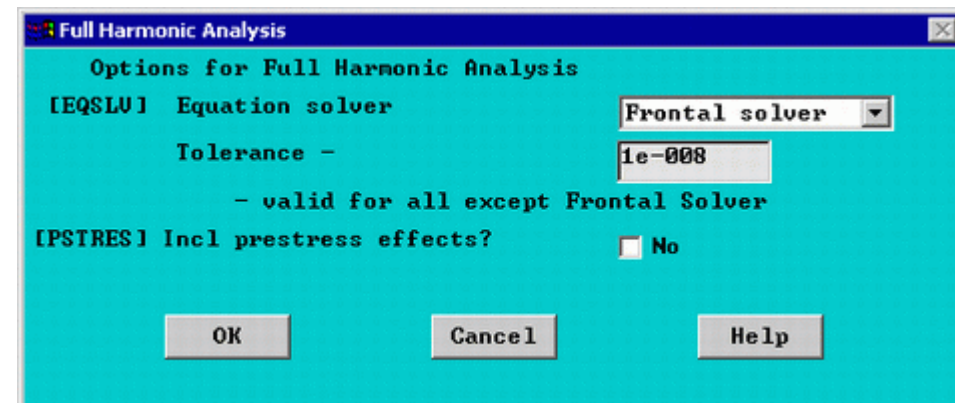 Full Harmonic Analysis
Options for Full Harmonic Analysis
[EQSLV] Equation solver Frontal solver
Tolerance - 1e-008
- valid for all except Frontal Solver
[PSTRES] Incl prestress effects? No
OK Cancel Help